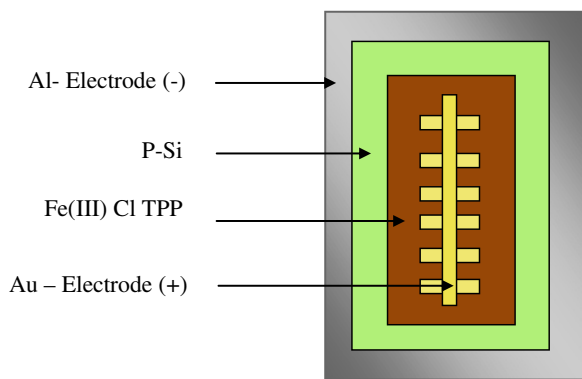 Al- Electrode (-)
P-Si
Fe(III) Cl TPP
Au – Electrode (+)